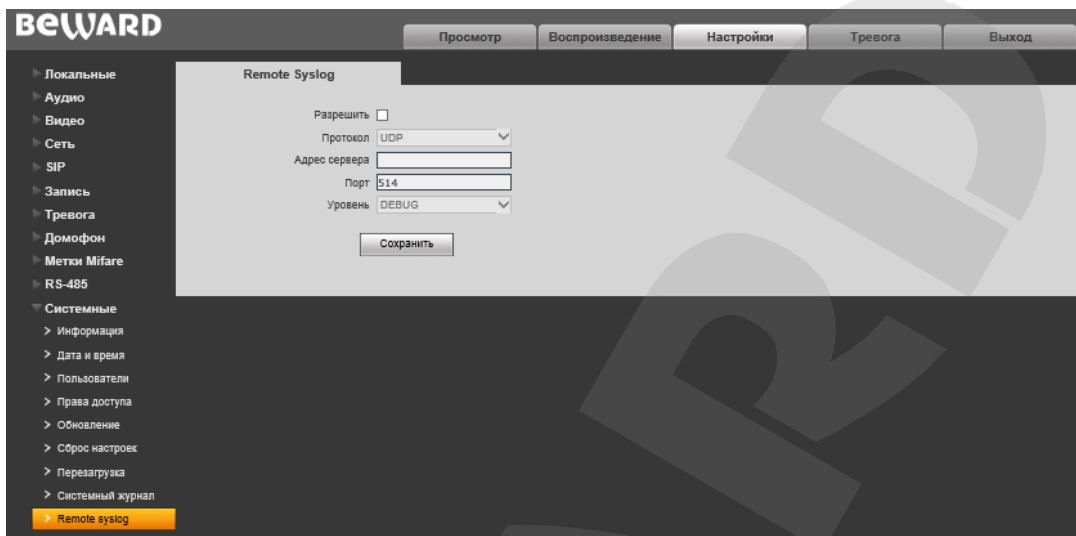 BEWARD
Просмотр Воспроизведение Настройки Тревога Выход
Локальные
Аудио
Видео
Сеть
SIP
Запись
Тревога
Домофон
Метки Mifare
RS-485
Системные
Информация
Дата и время
Пользователи
Права доступа
Обновление
Сброс настроек
Перезагрузка
Системный журнал
Remote syslog
Remote Syslog
Разрешить
Протокол UDP
Адрес сервера
Порт 514
Уровень DEBUG
Сохранить